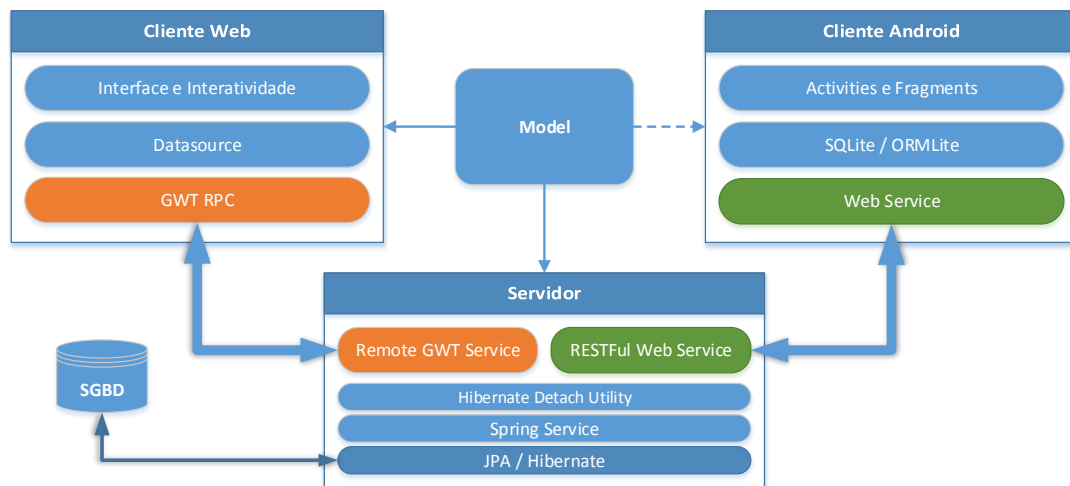 Cliente Web
Interface e Interatividade
Datasource
GWT RPC
Model
Cliente Android
Activities e Fragments
SQLite / ORMLite
Web Service
Servidor
Remote GWT Service
RESTFul Web Service
Hibernate Detach Utility
Spring Service
JPA / Hibernate
SGBD